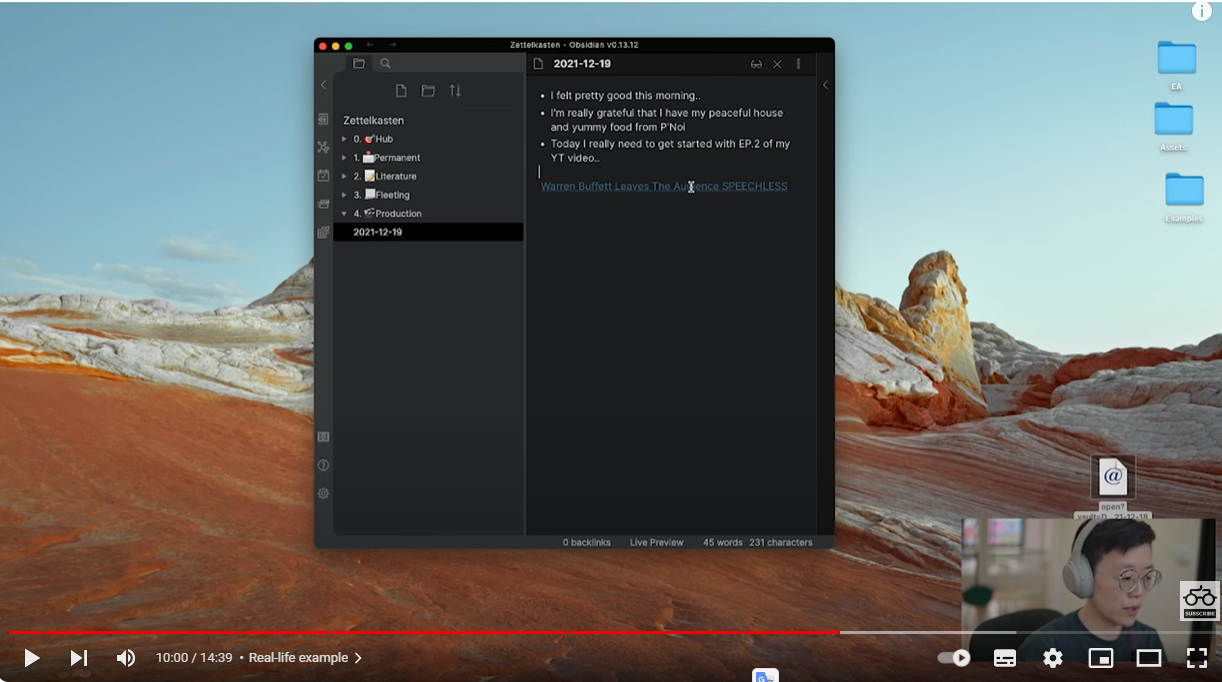 Zettelkasten - Obsidian v0.13.12
EA
Assets
Examples
2021-12-19
Zettelkasten
0. 🎯Hub
1. 📩Permanent
2. 📝Literature
3. 💬Fleeting
4. 🎬Production
2021-12-19
• I felt pretty good this morning..
• I'm really grateful that I have my peaceful house
and yummy food from P'Noi
• Today I really need to get started with EP.2 of my
YT video..
Warren Buffett Leaves The Audience SPEECHLESS
0 backlinks Live Preview 45 words 231 characters
open?
vault=D...21-12-18
SUBSCRIBE
10:00 / 14:39 • Real-life example